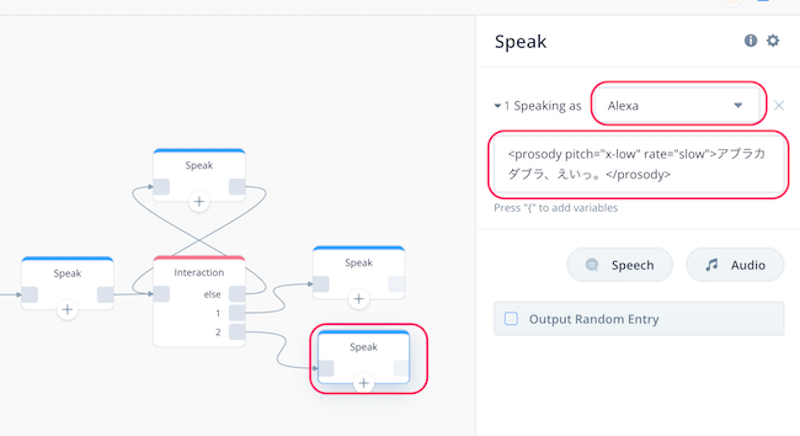 Speak
1 Speaking as
Alexa
<prosody pitch="x-low" rate="slow">アブラカ
ダブラ、えいっ。</prosody>
Press "{" to add variables
Speech
Audio
Output Random Entry
Speak
Speak
Interaction
else
1
2
Speak
Speak